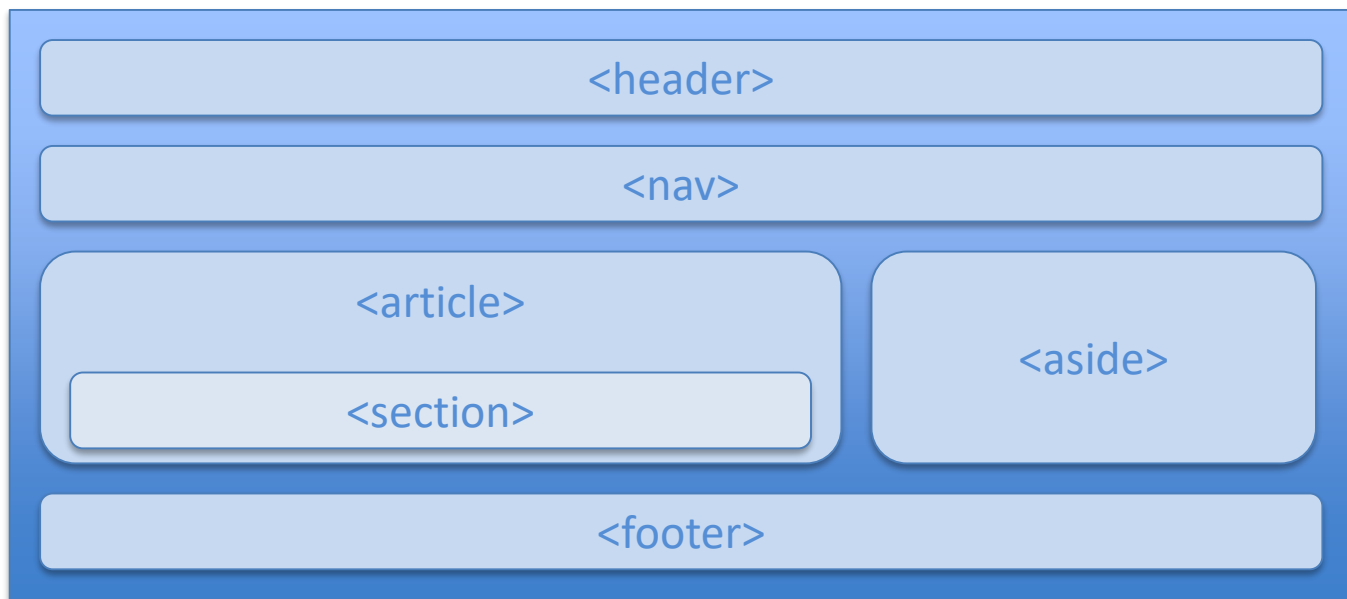 <header>
<nav>
<article>
<section>
<aside>
<footer>